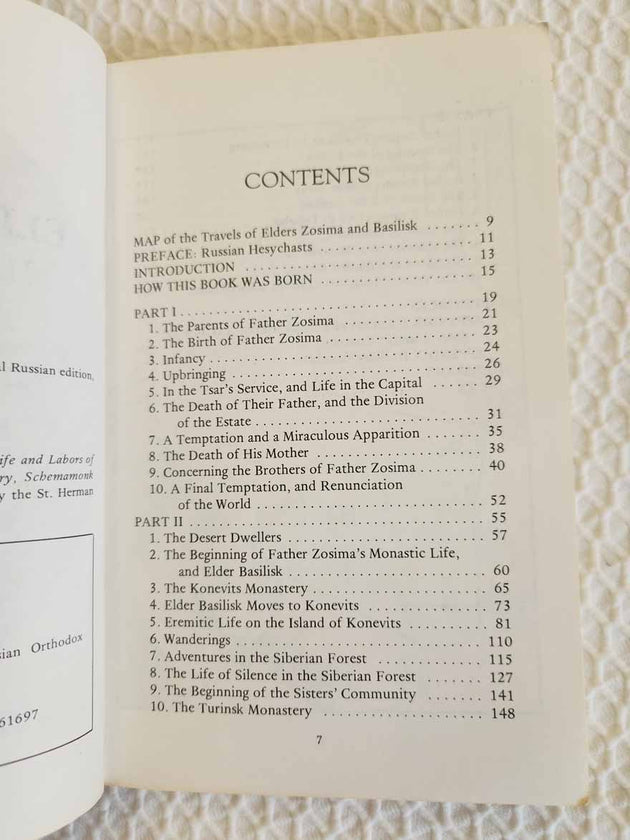 l Russian edition,
ife and Labors of
ry, Schemamonk
y the St. Herman
sian Orthodox
61697
CONTENTS
MAP of the Travels of Elders Zosima and Basilisk ....... 9
PREFACE: Russian Hesychasts .................... 11
INTRODUCTION .............................. 13
HOW THIS BOOK WAS BORN .................... 15
PART I ....................................... 19
1. The Parents of Father Zosima .................. 21
2. The Birth of Father Zosima .................... 23
3. Infancy .................................... 24
4. Upbringing ................................. 26
5. In the Tsar's Service, and Life in the Capital ...... 29
6. The Death of Their Father, and the Division
of the Estate ............................. 31
7. A Temptation and a Miraculous Apparition ....... 35
8. The Death of His Mother ..................... 38
9. Concerning the Brothers of Father Zosima ....... 40
10. A Final Temptation, and Renunciation
of the World ............................. 52
PART II ...................................... 55
1. The Desert Dwellers ......................... 57
2. The Beginning of Father Zosima's Monastic Life,
and Elder Basilisk ......................... 60
3. The Konevits Monastery ...................... 65
4. Elder Basilisk Moves to Konevits ............... 73
5. Eremitic Life on the Island of Konevits .......... 81
6. Wanderings ................................ 110
7. Adventures in the Siberian Forest .............. 115
8. The Life of Silence in the Siberian Forest ....... 127
9. The Beginning of the Sisters' Community ....... 141
10. The Turinsk Monastery ..................... 148
7